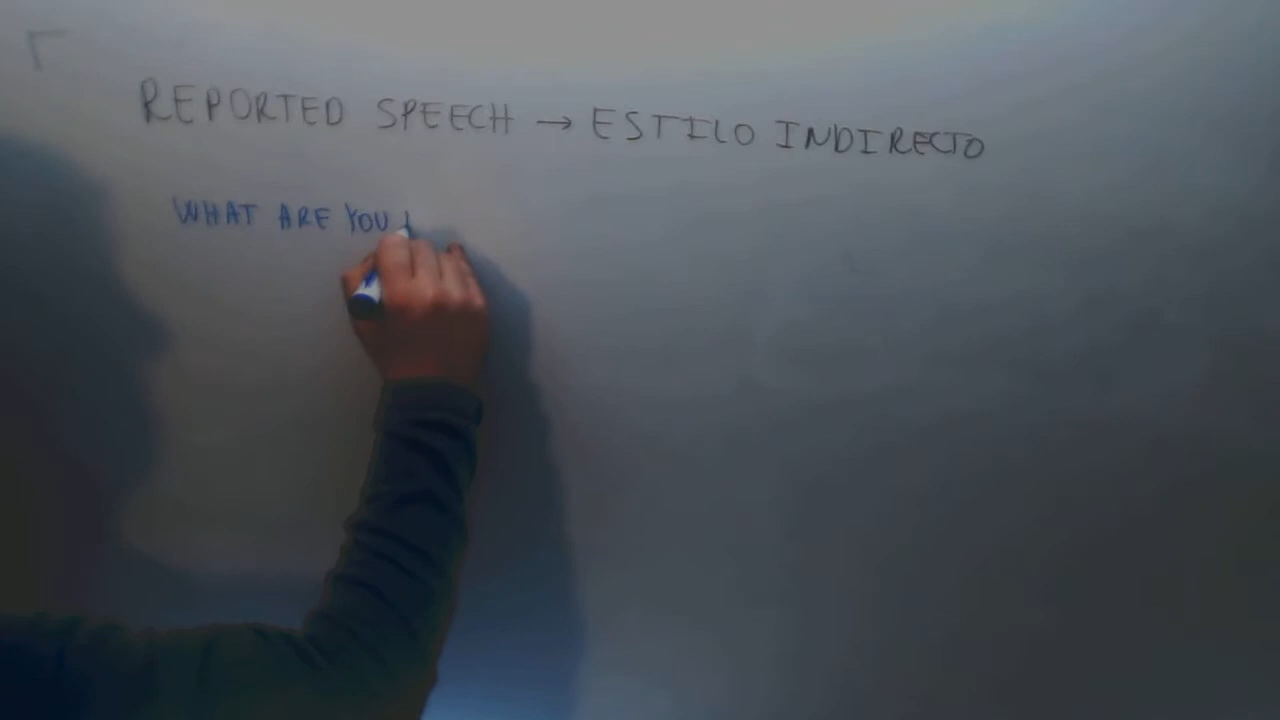 REPORTED SPEECH → ESTILO INDIRECTO
WHAT ARE YOU